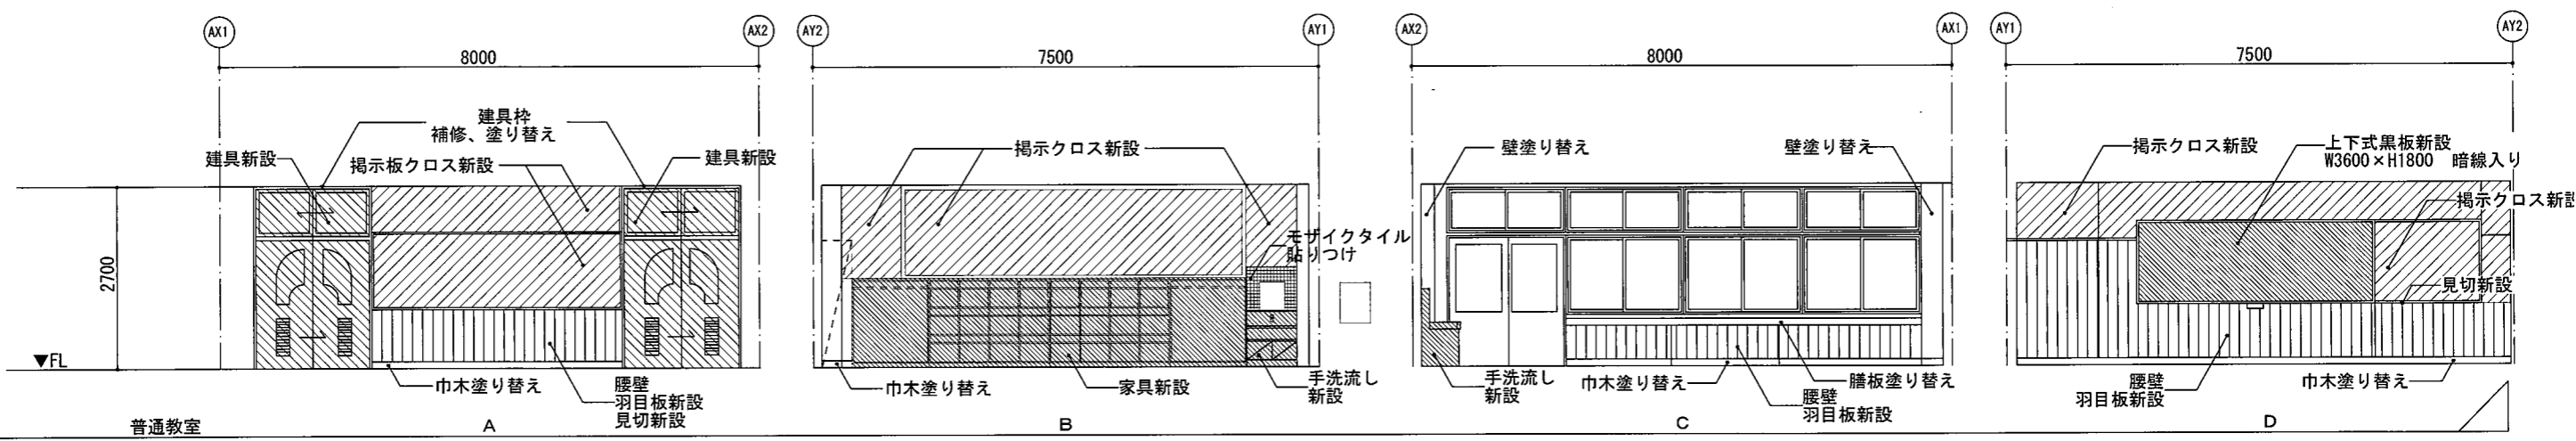 AX1
AX2
8000
建具枠
補修、塗り替え
建具新設
掲示板クロス新設
建具新設
2700
▼FL
巾木塗り替え
腰壁
羽目板新設
見切新設
普通教室
A
AY2
AY1
7500
掲示クロス新設
モザイクタイル
貼りつけ
巾木塗り替え
家具新設
手洗流し
新設
B
AX2
AX1
8000
壁塗り替え
壁塗り替え
手洗流し
新設
巾木塗り替え
膳板塗り替え
腰壁
羽目板新設
C
AY1
AY2
7500
掲示クロス新設
上下式黒板新設
W3600×H1800 暗線入り
掲示クロス新設
見切新設
腰壁
羽目板新設
巾木塗り替え
D